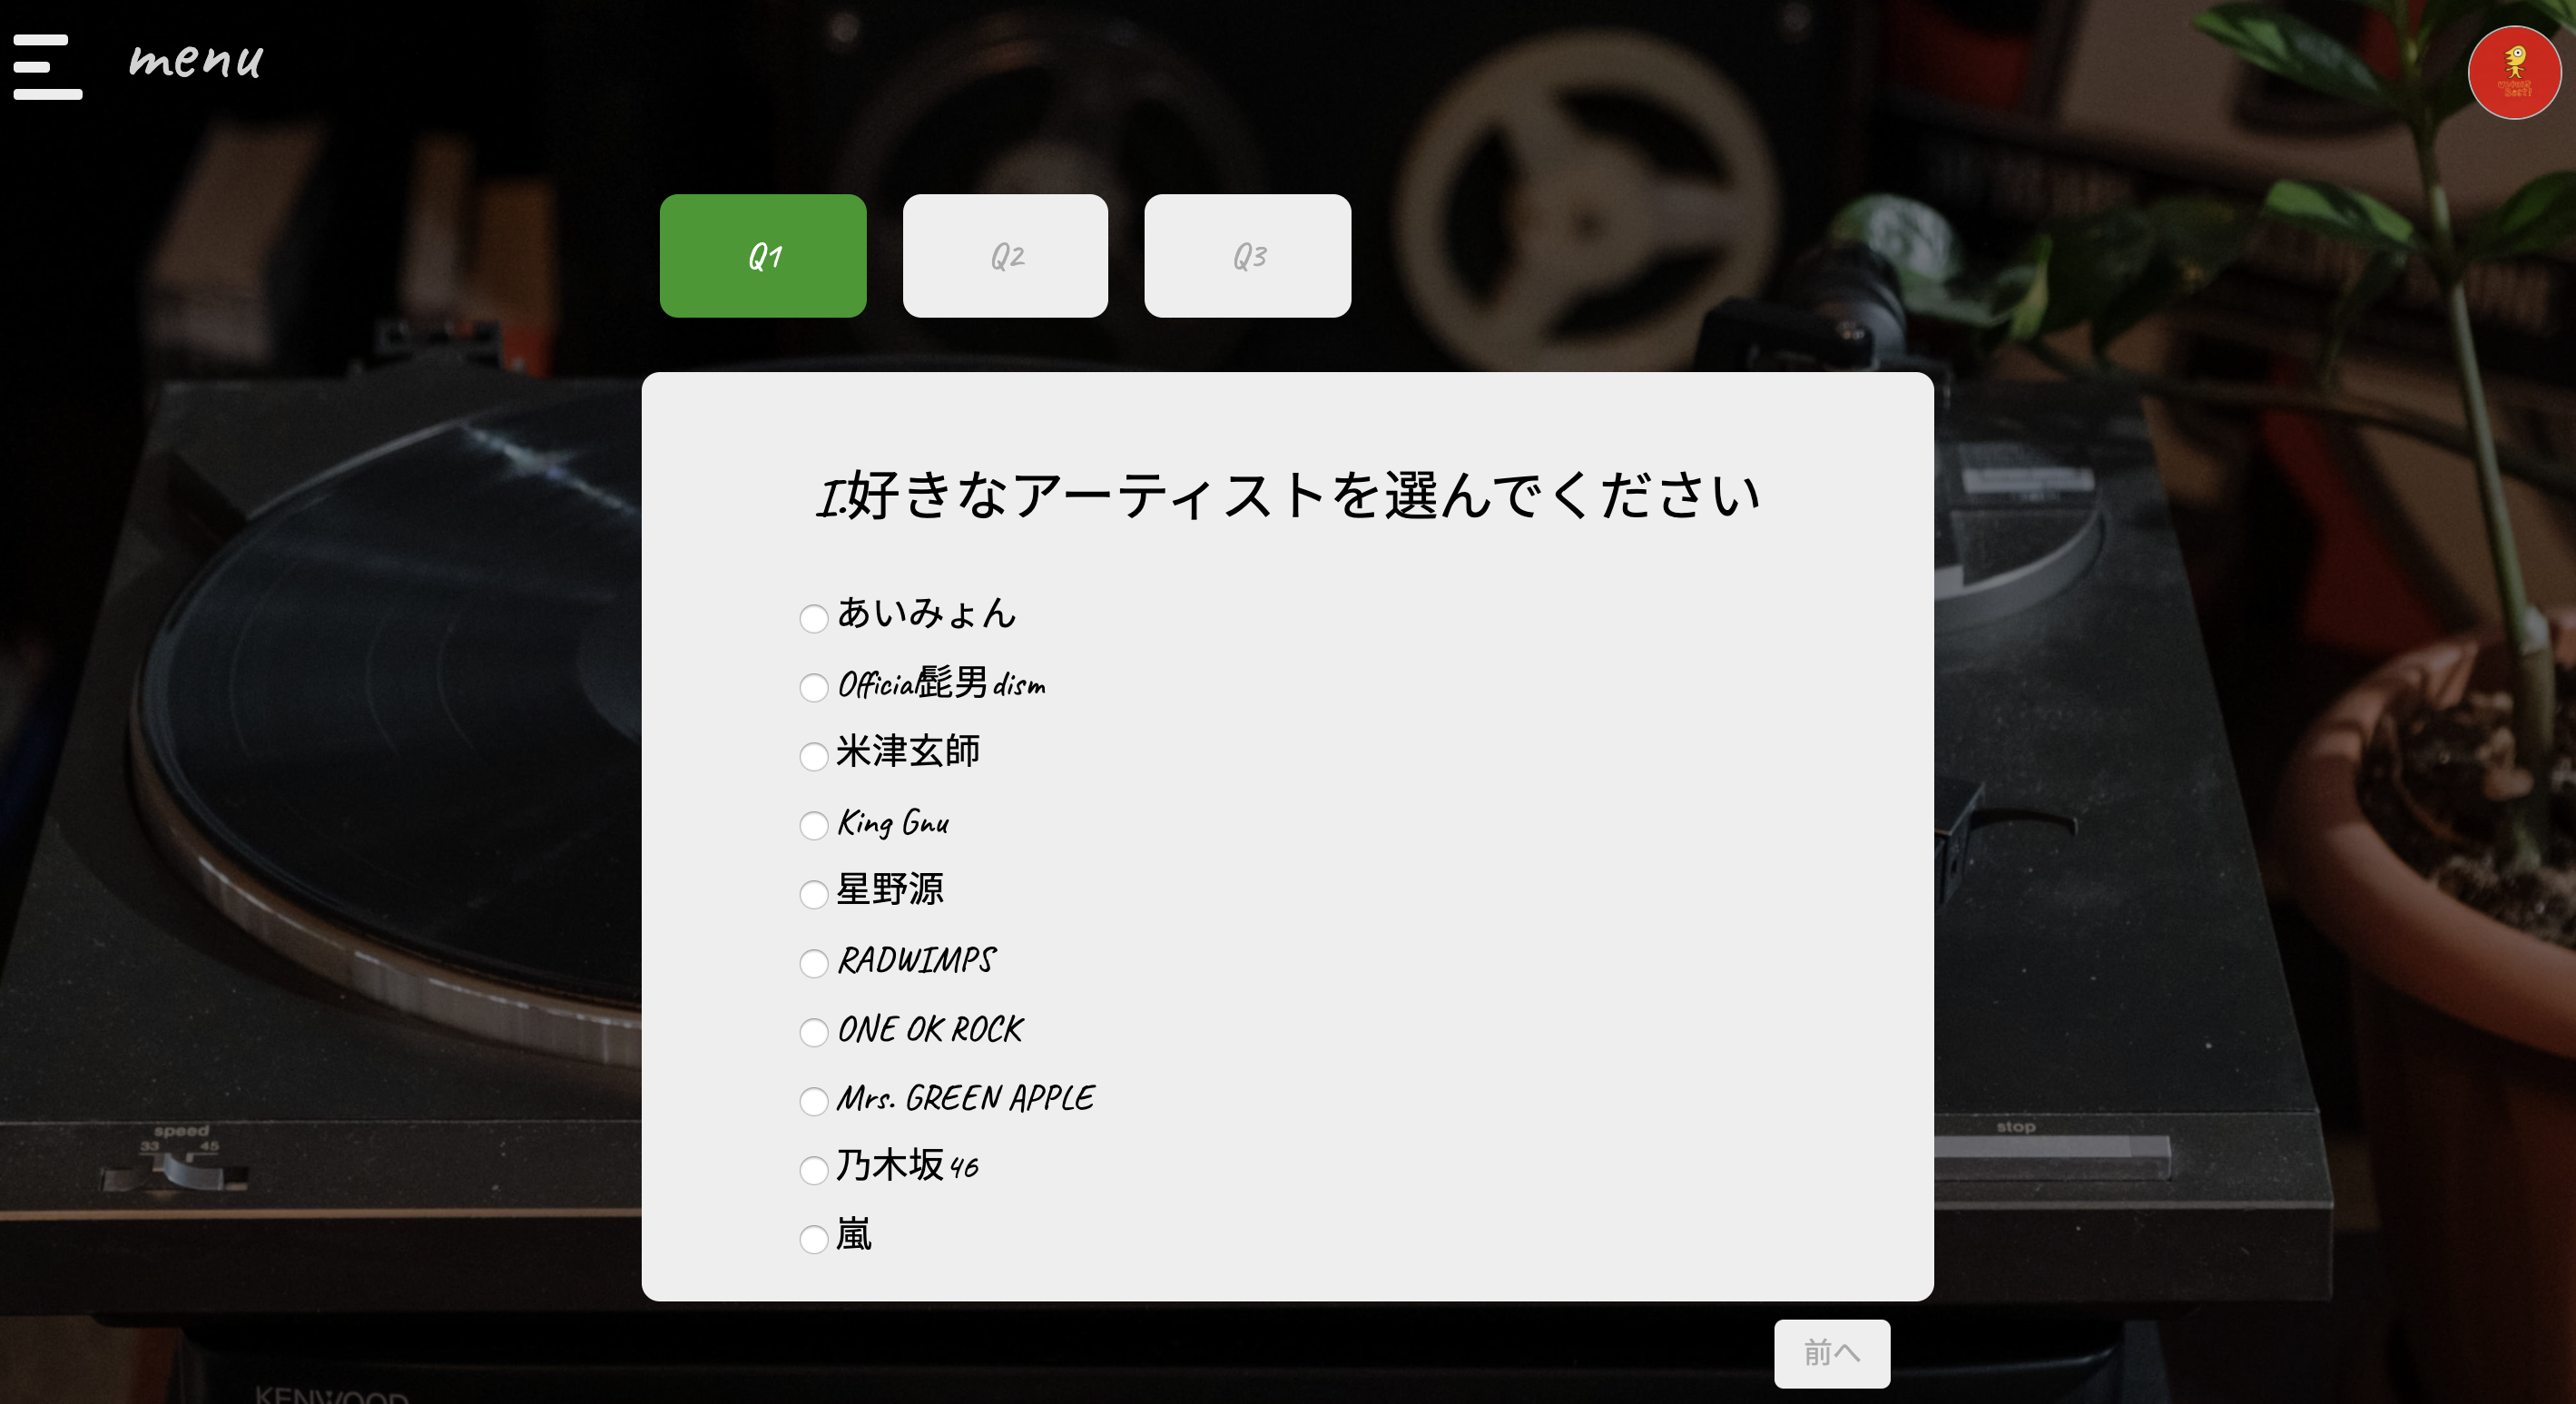 menu
Q1
Q2
Q3
1.好きなアーティストを選んでください
あいみょん
Official髭男dism
米津玄師
King Gnu
星野源
RADWIMPS
ONE OK ROCK
Mrs. GREEN APPLE
乃木坂46
嵐
speed
33 45
stop
前へ
KENWOOD